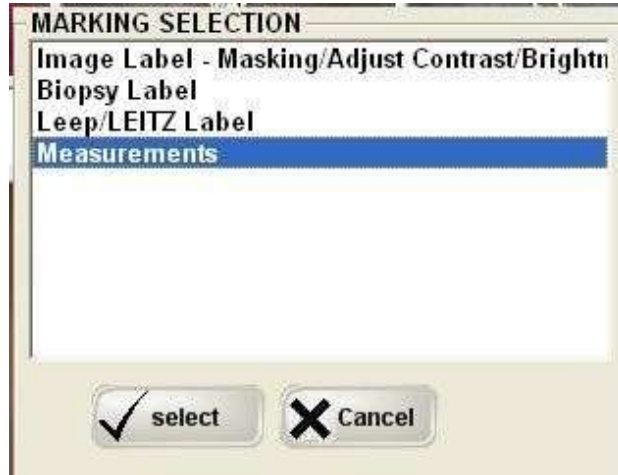 MARKING SELECTION
Image Label - Masking/Adjust Contrast/Brightn
Biopsy Label
Leep/LEITZ Label
Measurements
select
Cancel